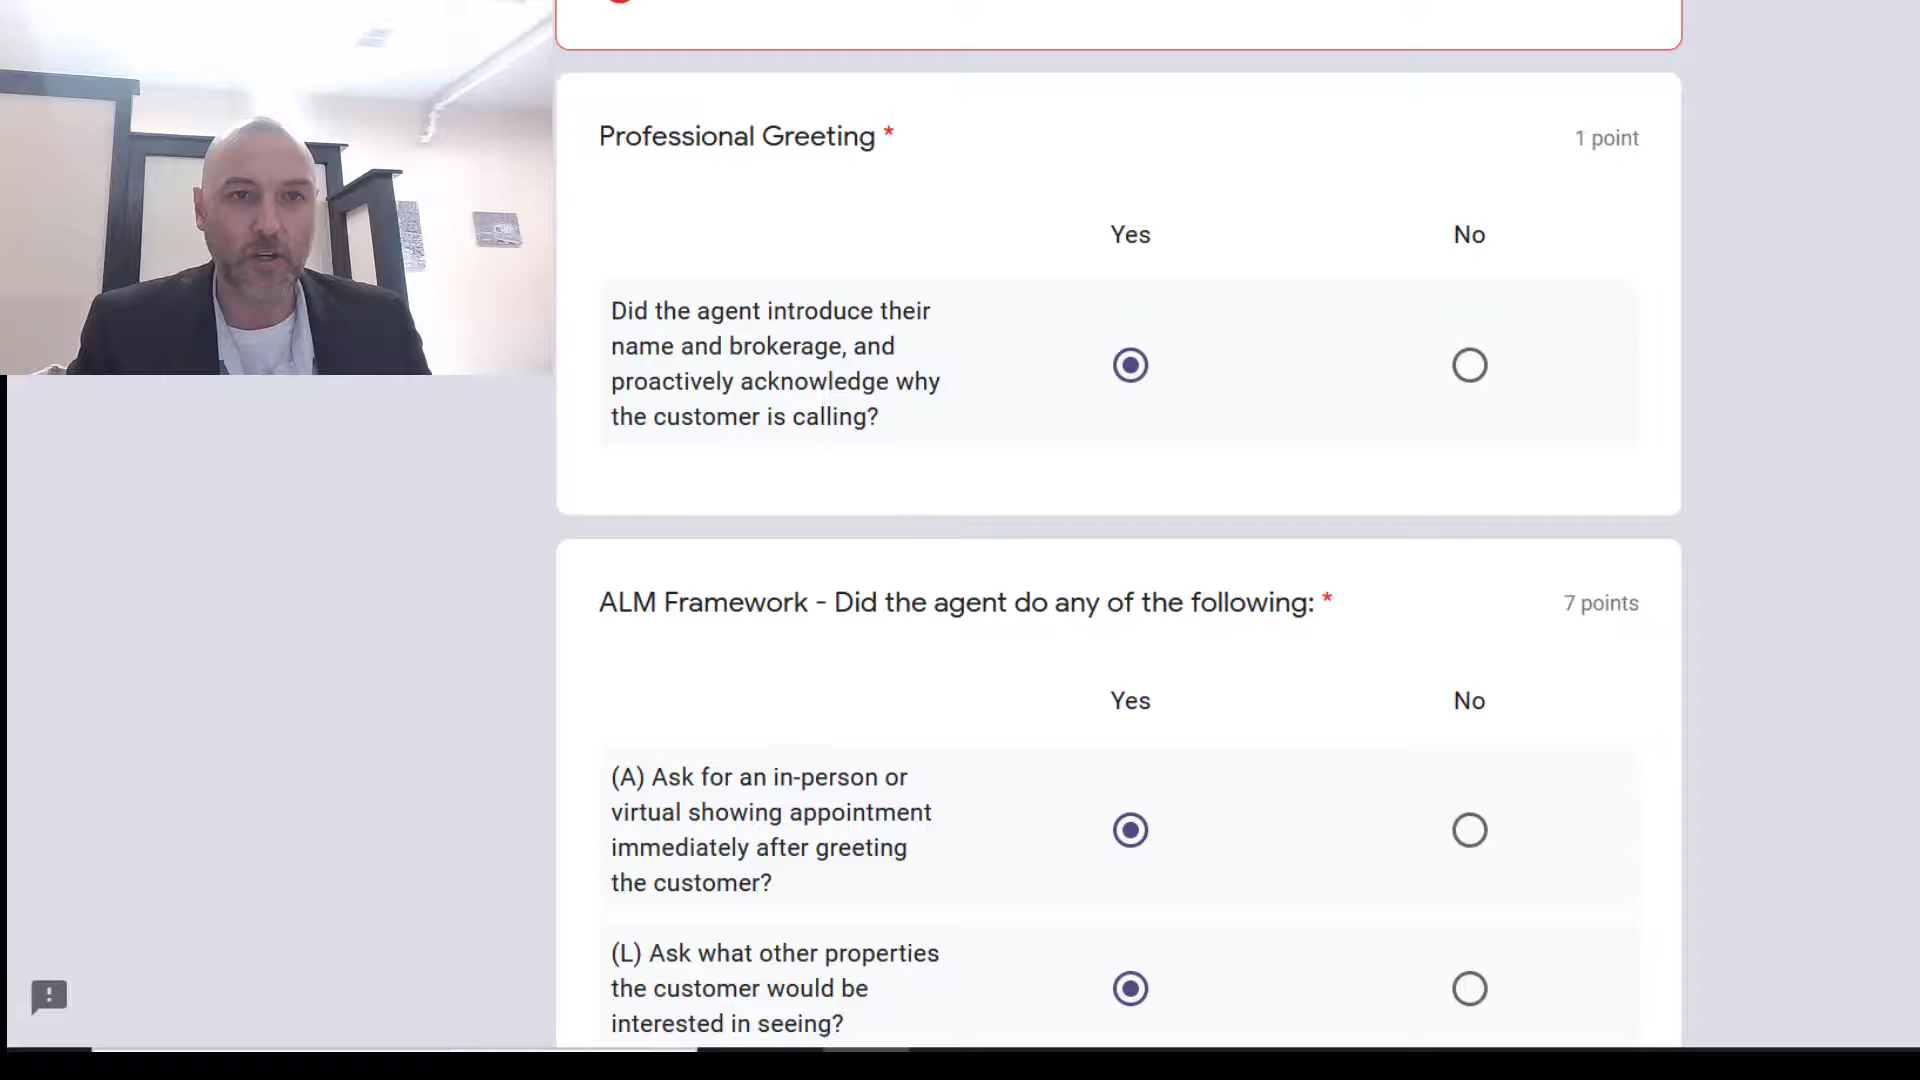 Professional Greeting *
1 point
Yes
No
Did the agent introduce their
name and brokerage, and
proactively acknowledge why
the customer is calling?
ALM Framework - Did the agent do any of the following: *
7 points
Yes
No
(A) Ask for an in-person or
virtual showing appointment
immediately after greeting
the customer?
(L) Ask what other properties
the customer would be
interested in seeing?